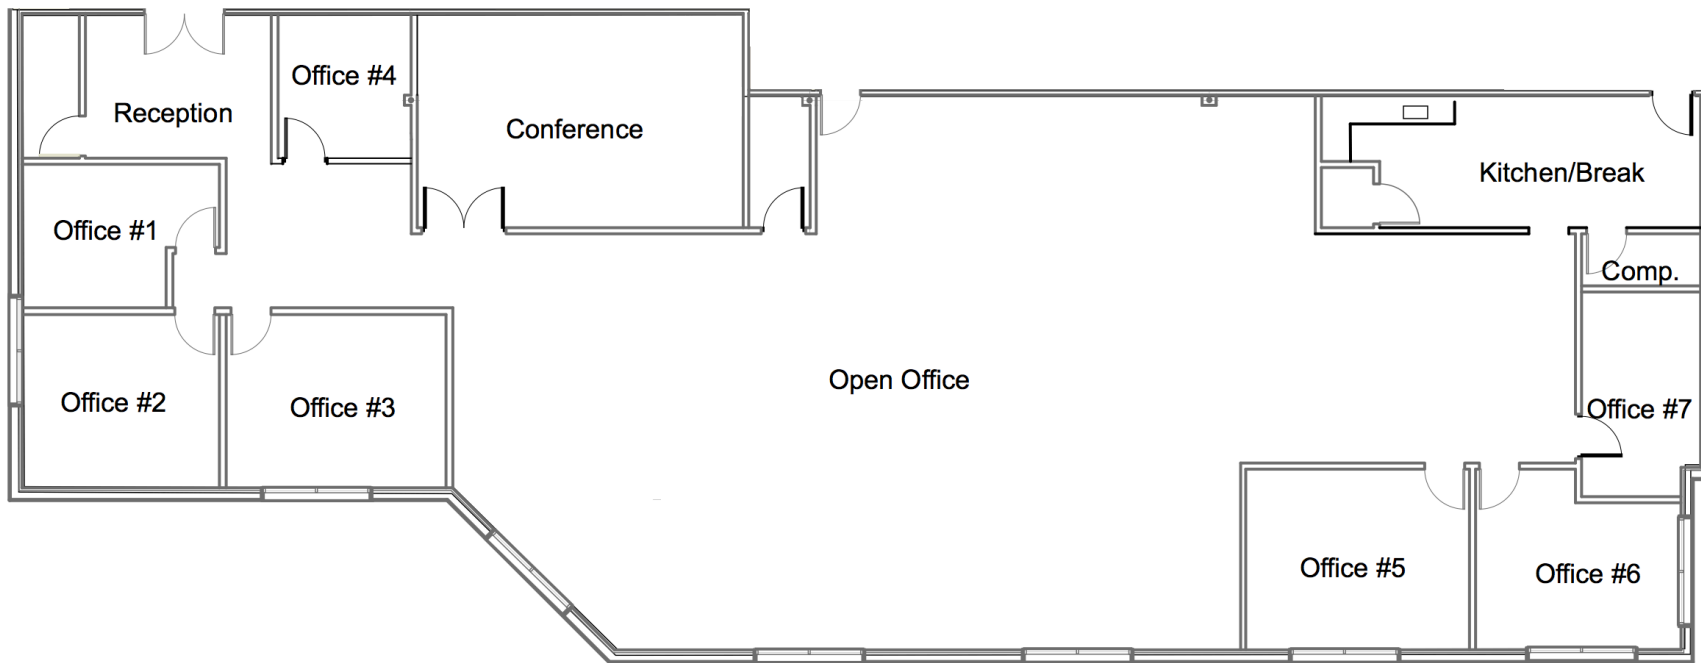 Office #4
Reception
Conference
Kitchen/Break
Office #1
Comp.
Open Office
Office #2
Office #3
Office #7
Office #5
Office #6